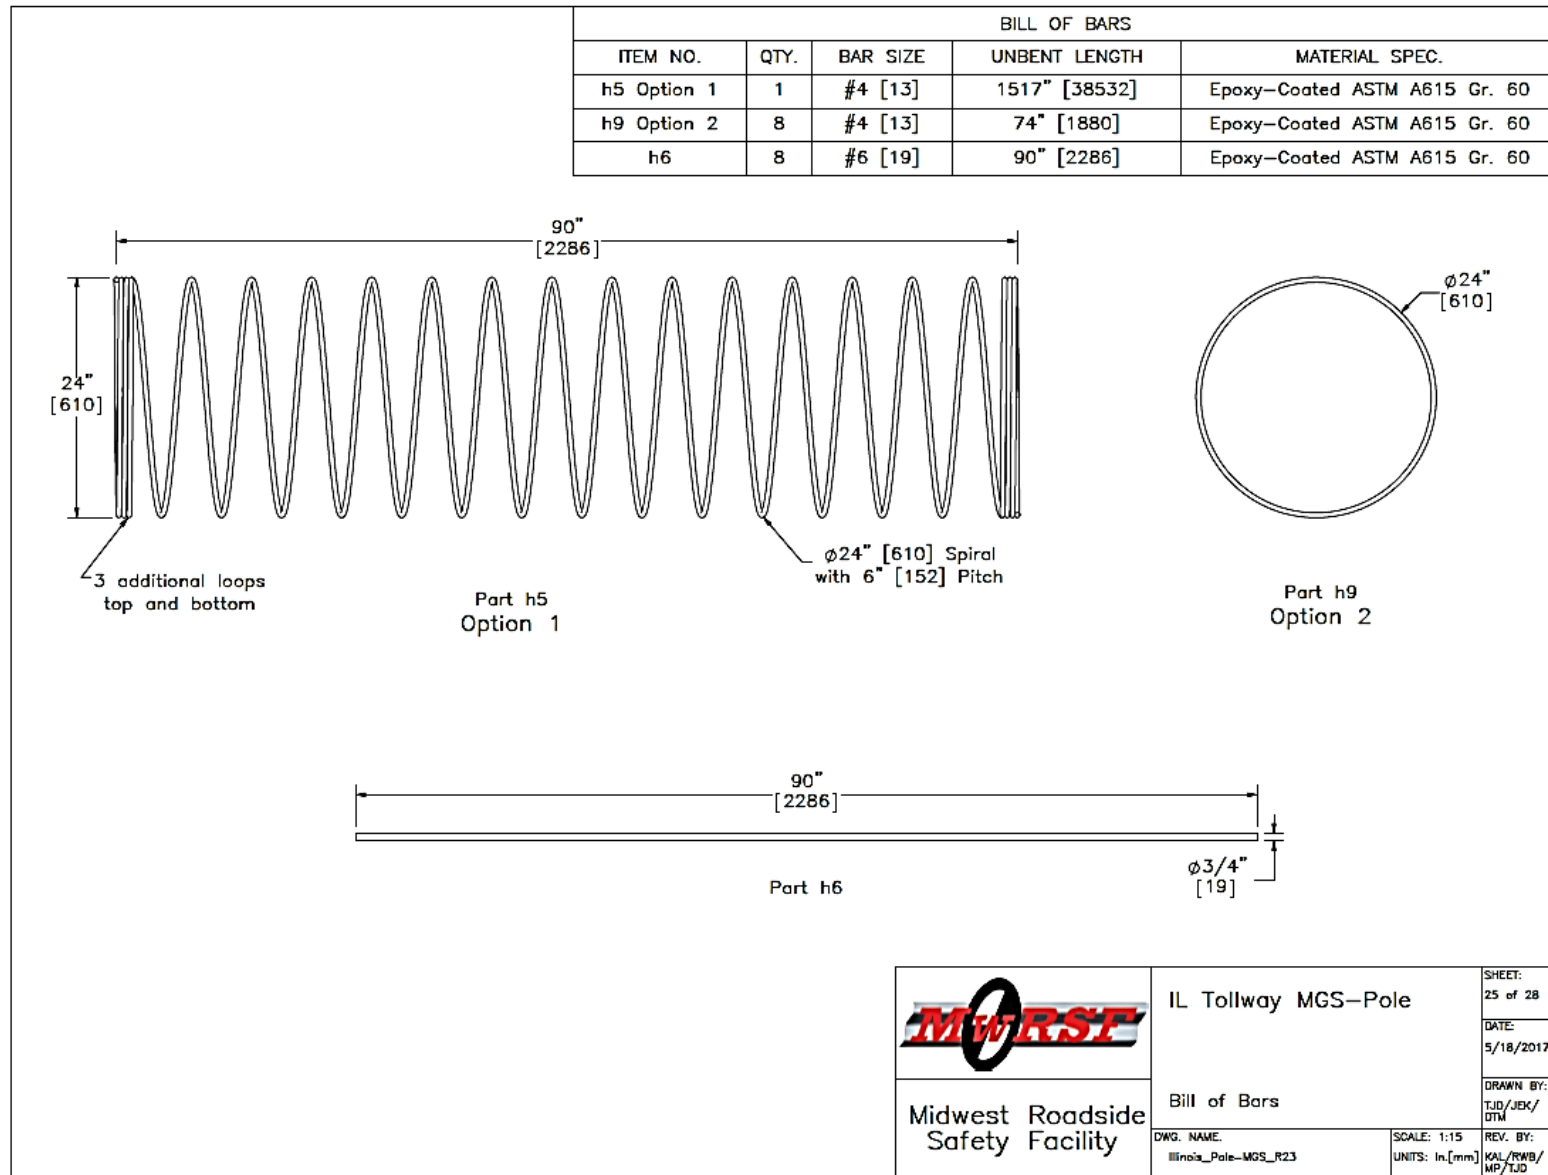 BILL OF BARS
ITEM NO. QTY. BAR SIZE UNBENT LENGTH MATERIAL SPEC.
h5 Option 1 1 #4 [13] 1517" [38532] Epoxy-Coated ASTM A615 Gr. 60
h9 Option 2 8 #4 [13] 74" [1880] Epoxy-Coated ASTM A615 Gr. 60
h6 8 #6 [19] 90" [2286] Epoxy-Coated ASTM A615 Gr. 60
90"
[2286]
24"
[610]
3 additional loops
top and bottom
ø24" [610] Spiral
with 6" [152] Pitch
Part h5
Option 1
ø24"
[610]
Part h9
Option 2
90"
[2286]
ø3/4"
[19]
Part h6
MwRSF
Midwest Roadside
Safety Facility
IL Tollway MGS-Pole
Bill of Bars
DWG. NAME.
Illinois_Pole-MGS_R23
SCALE: 1:15
UNITS: In.[mm]
SHEET:
25 of 28
DATE:
5/18/2017
DRAWN BY:
TJD/JEK/
DTM
REV. BY:
KAL/RWB/
MP/TJD